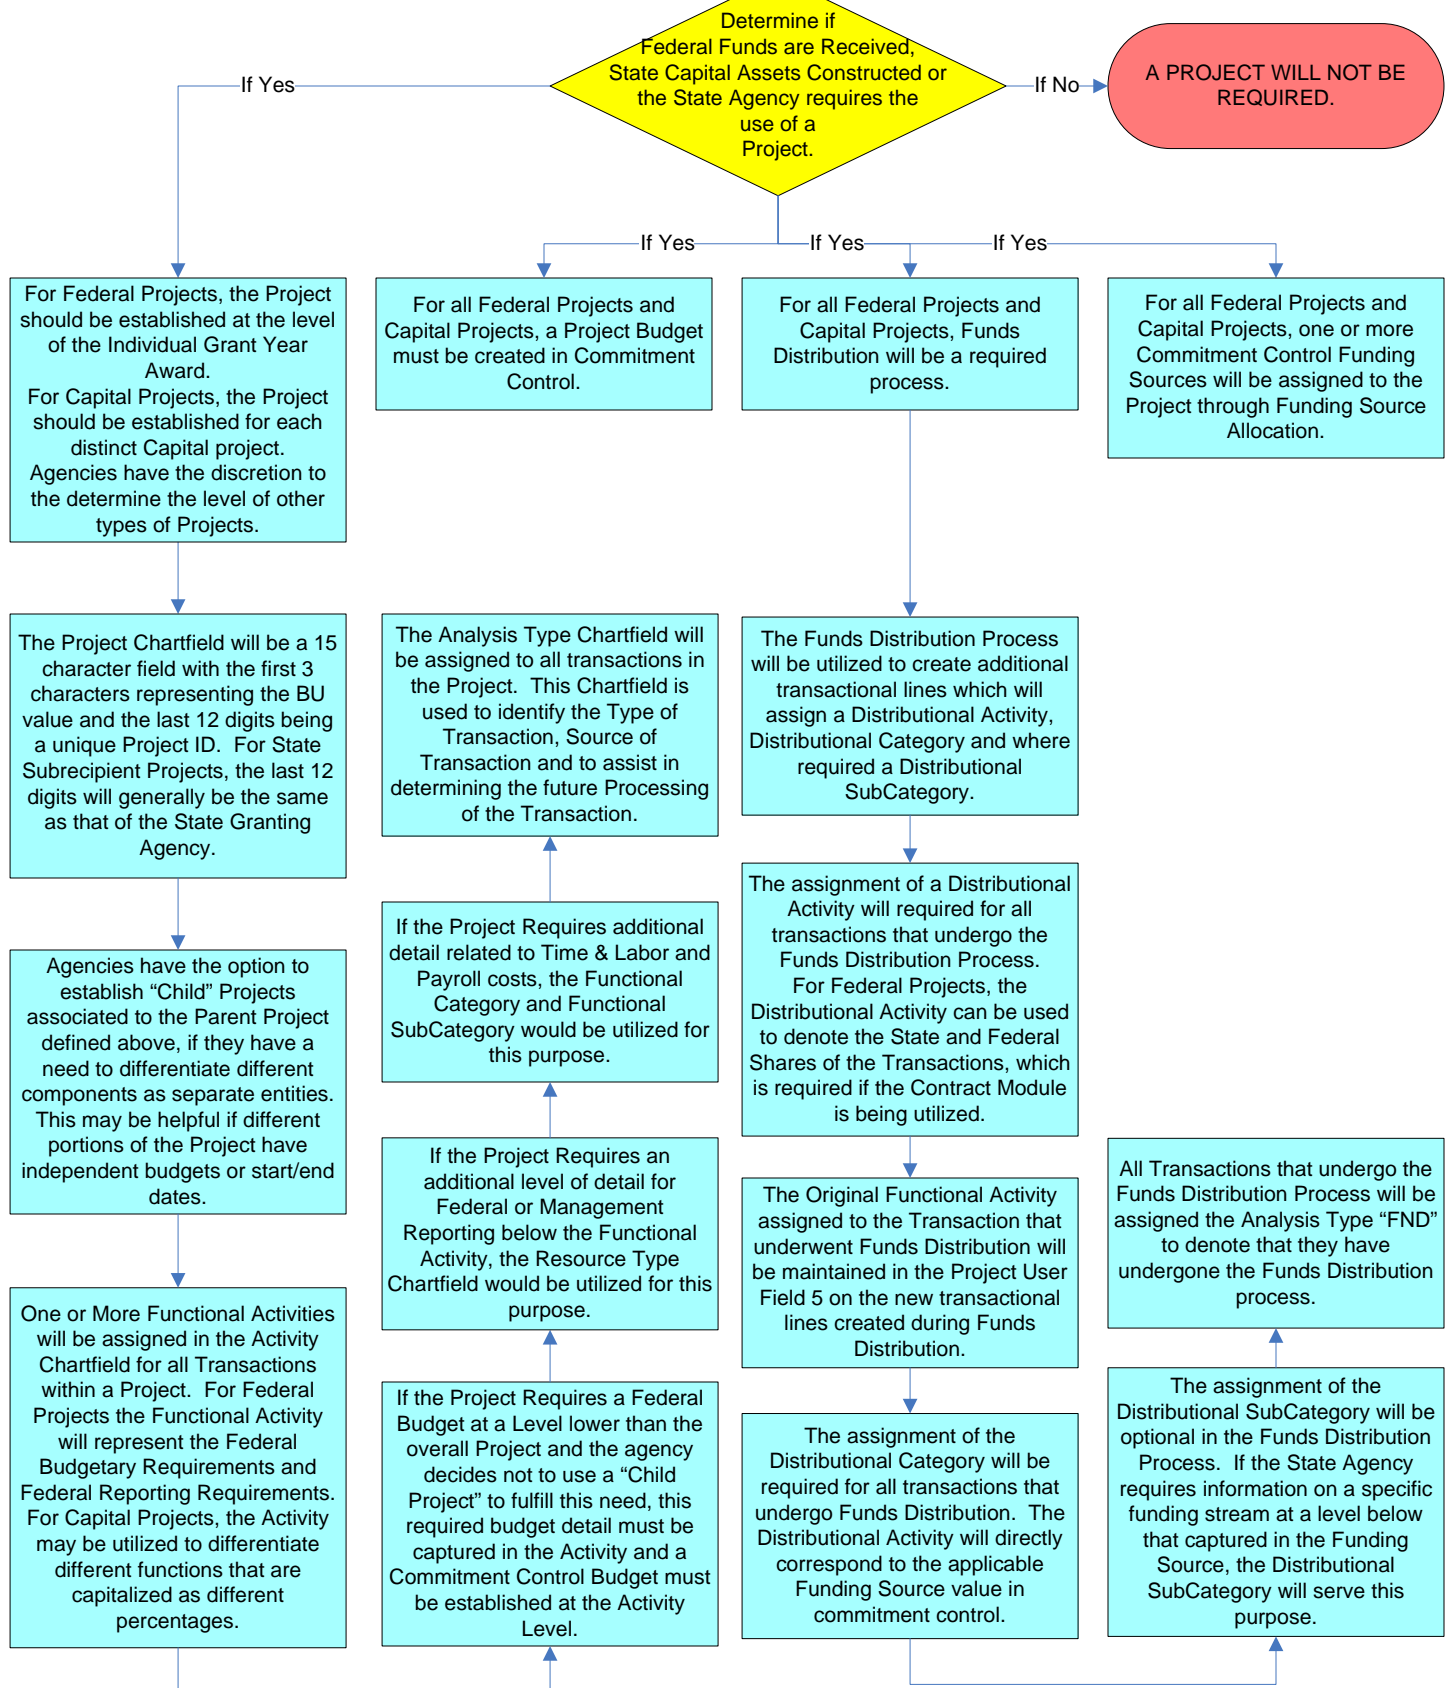 Determine if
Federal Funds are Received,
State Capital Assets Constructed or
the State Agency requires the
use of a
Project.
If Yes
If No
A PROJECT WILL NOT BE
REQUIRED.
If Yes
If Yes
If Yes
For Federal Projects, the Project
should be established at the level
of the Individual Grant Year
Award.
For Capital Projects, the Project
should be established for each
distinct Capital project.
Agencies have the discretion to
the determine the level of other
types of Projects.
For all Federal Projects and
Capital Projects, a Project Budget
must be created in Commitment
Control.
For all Federal Projects and
Capital Projects, Funds
Distribution will be a required
process.
For all Federal Projects and
Capital Projects, one or more
Commitment Control Funding
Sources will be assigned to the
Project through Funding Source
Allocation.
The Project Chartfield will be a 15
character field with the first 3
characters representing the BU
value and the last 12 digits being
a unique Project ID.  For State
Subrecipient Projects, the last 12
digits will generally be the same
as that of the State Granting
Agency.
The Analysis Type Chartfield will
be assigned to all transactions in
the Project.  This Chartfield is
used to identify the Type of
Transaction, Source of
Transaction and to assist in
determining the future Processing
of the Transaction.
The Funds Distribution Process
will be utilized to create additional
transactional lines which will
assign a Distributional Activity,
Distributional Category and where
required a Distributional
SubCategory.
Agencies have the option to
establish “Child” Projects
associated to the Parent Project
defined above, if they have a
need to differentiate different
components as separate entities.
This may be helpful if different
portions of the Project have
independent budgets or start/end
dates.
If the Project Requires additional
detail related to Time & Labor and
Payroll costs, the Functional
Category and Functional
SubCategory would be utilized for
this purpose.
The assignment of a Distributional
Activity will required for all
transactions that undergo the
Funds Distribution Process.
For Federal Projects, the
Distributional Activity can be used
to denote the State and Federal
Shares of the Transactions, which
is required if the Contract Module
is being utilized.
If the Project Requires an
additional level of detail for
Federal or Management
Reporting below the Functional
Activity, the Resource Type
Chartfield would be utilized for this
purpose.
The Original Functional Activity
assigned to the Transaction that
underwent Funds Distribution will
be maintained in the Project User
Field 5 on the new transactional
lines created during Funds
Distribution.
All Transactions that undergo the
Funds Distribution Process will be
assigned the Analysis Type “FND”
to denote that they have
undergone the Funds Distribution
process.
One or More Functional Activities
will be assigned in the Activity
Chartfield for all Transactions
within a Project.  For Federal
Projects the Functional Activity
will represent the Federal
Budgetary Requirements and
Federal Reporting Requirements.
For Capital Projects, the Activity
may be utilized to differentiate
different functions that are
capitalized as different
percentages.
If the Project Requires a Federal
Budget at a Level lower than the
overall Project and the agency
decides not to use a “Child
Project” to fulfill this need, this
required budget detail must be
captured in the Activity and a
Commitment Control Budget must
be established at the Activity
Level.
The assignment of the
Distributional Category will be
required for all transactions that
undergo Funds Distribution.  The
Distributional Activity will directly
correspond to the applicable
Funding Source value in
commitment control.
The assignment of the
Distributional SubCategory will be
optional in the Funds Distribution
Process.  If the State Agency
requires information on a specific
funding stream at a level below
that captured in the Funding
Source, the Distributional
SubCategory will serve this
purpose.